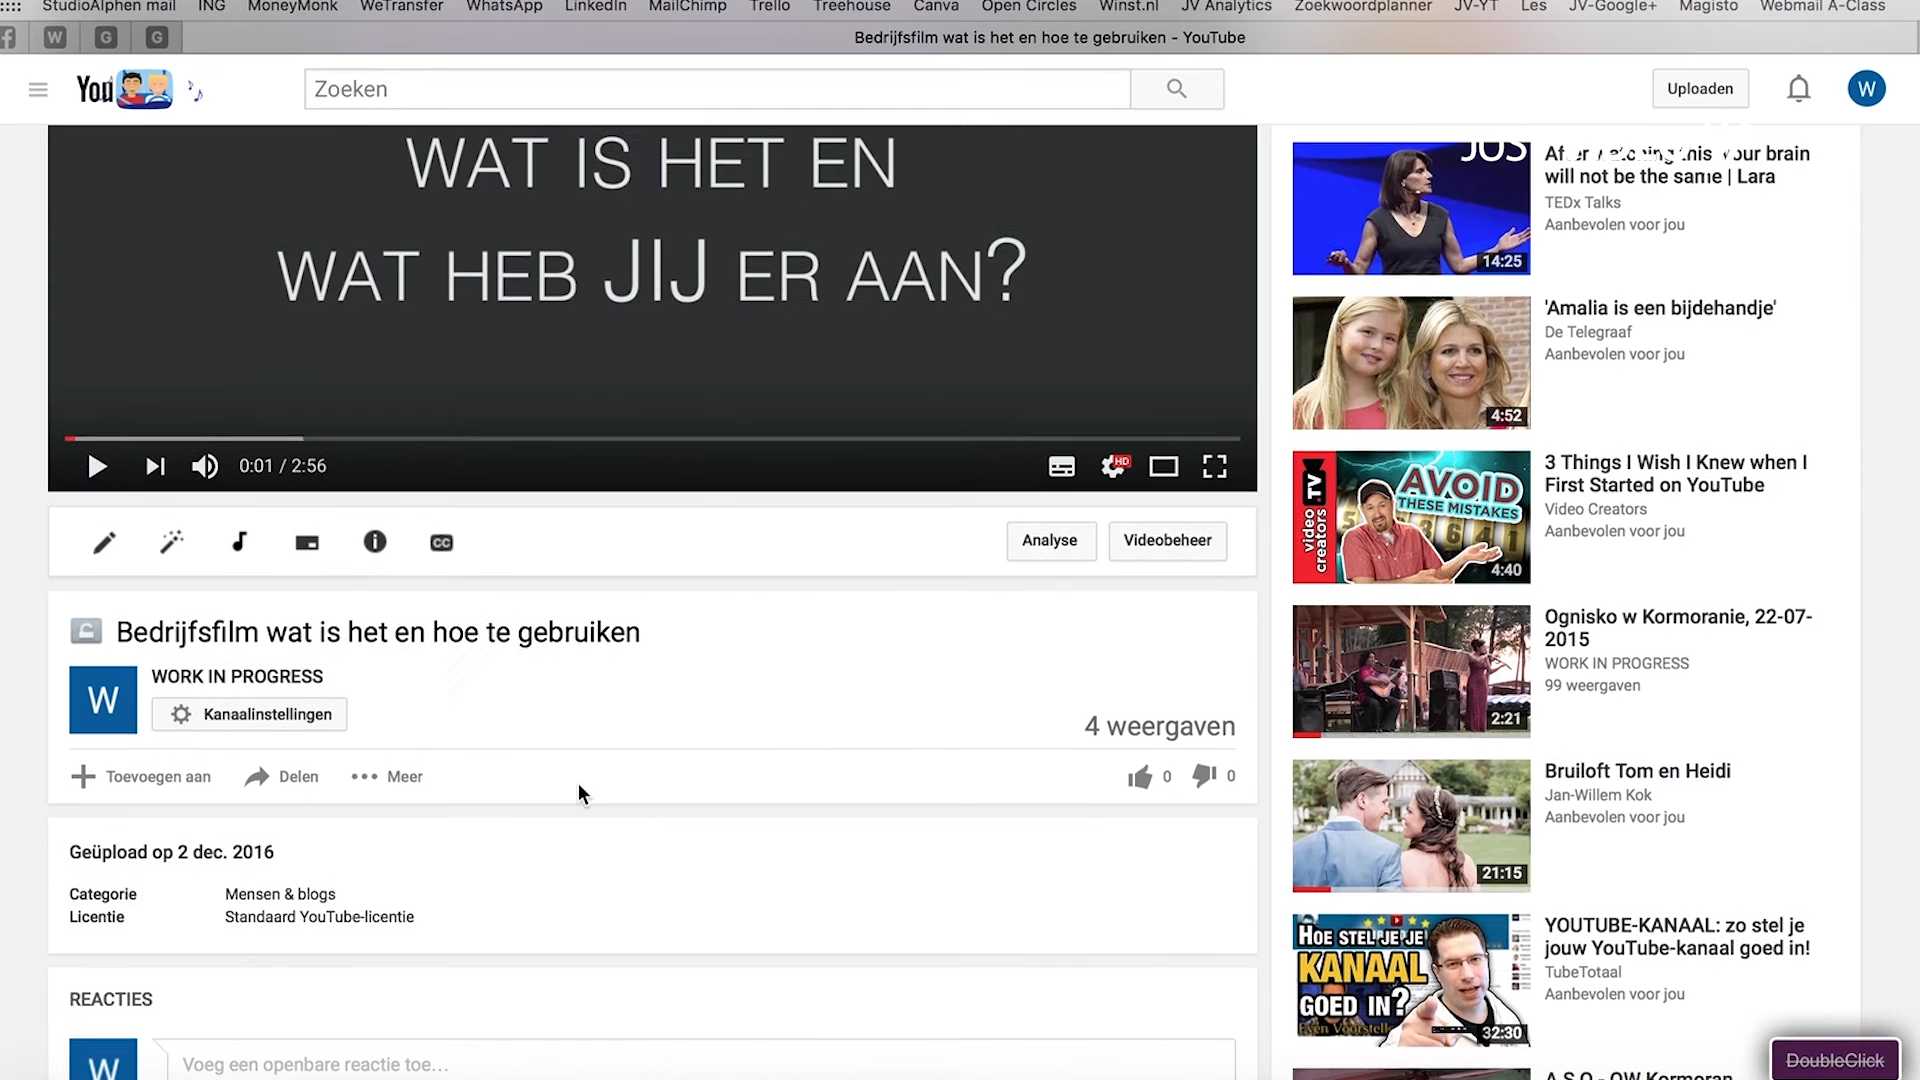 StudioAlphen mail ING MoneyMonk WeTransfer WhatsApp LinkedIn MailChimp Trello Treehouse Canva Open Circles Winst.nl JV Analytics Zoekwoordplanner JV-YT Les JV-Google+ Magisto Webmail A-Class
W G G
Bedrijfsfilm wat is het en hoe te gebruiken - YouTube
You
Zoeken
Uploaden
W
WAT IS HET EN
WAT HEB JIJ ER AAN?
0:01 / 2:56
HD
CC
Analyse
Videobeheer
Bedrijfsfilm wat is het en hoe te gebruiken
W
WORK IN PROGRESS
Kanaalinstellingen
4 weergaven
Toevoegen aan
Delen
Meer
0
0
Geüpload op 2 dec. 2016
Categorie Mensen & blogs
Licentie Standaard YouTube-licentie
REACTIES
W
Voeg een openbare reactie toe...
JUS
14:25
your brain
will not be the same | Lara
TEDx Talks
Aanbevolen voor jou
4:52
'Amalia is een bijdehandje'
De Telegraaf
Aanbevolen voor jou
video creators .TV
AVOID
THESE MISTAKES
4:40
3 Things I Wish I Knew when I
First Started on YouTube
Video Creators
Aanbevolen voor jou
2:21
Ognisko w Kormoranie, 22-07-
2015
WORK IN PROGRESS
99 weergaven
21:15
Bruiloft Tom en Heidi
Jan-Willem Kok
Aanbevolen voor jou
HOE STEL JE JE
KANAAL
GOED IN?
32:30
YOUTUBE-KANAAL: zo stel je
jouw YouTube-kanaal goed in!
TubeTotaal
Aanbevolen voor jou
DoubleClick